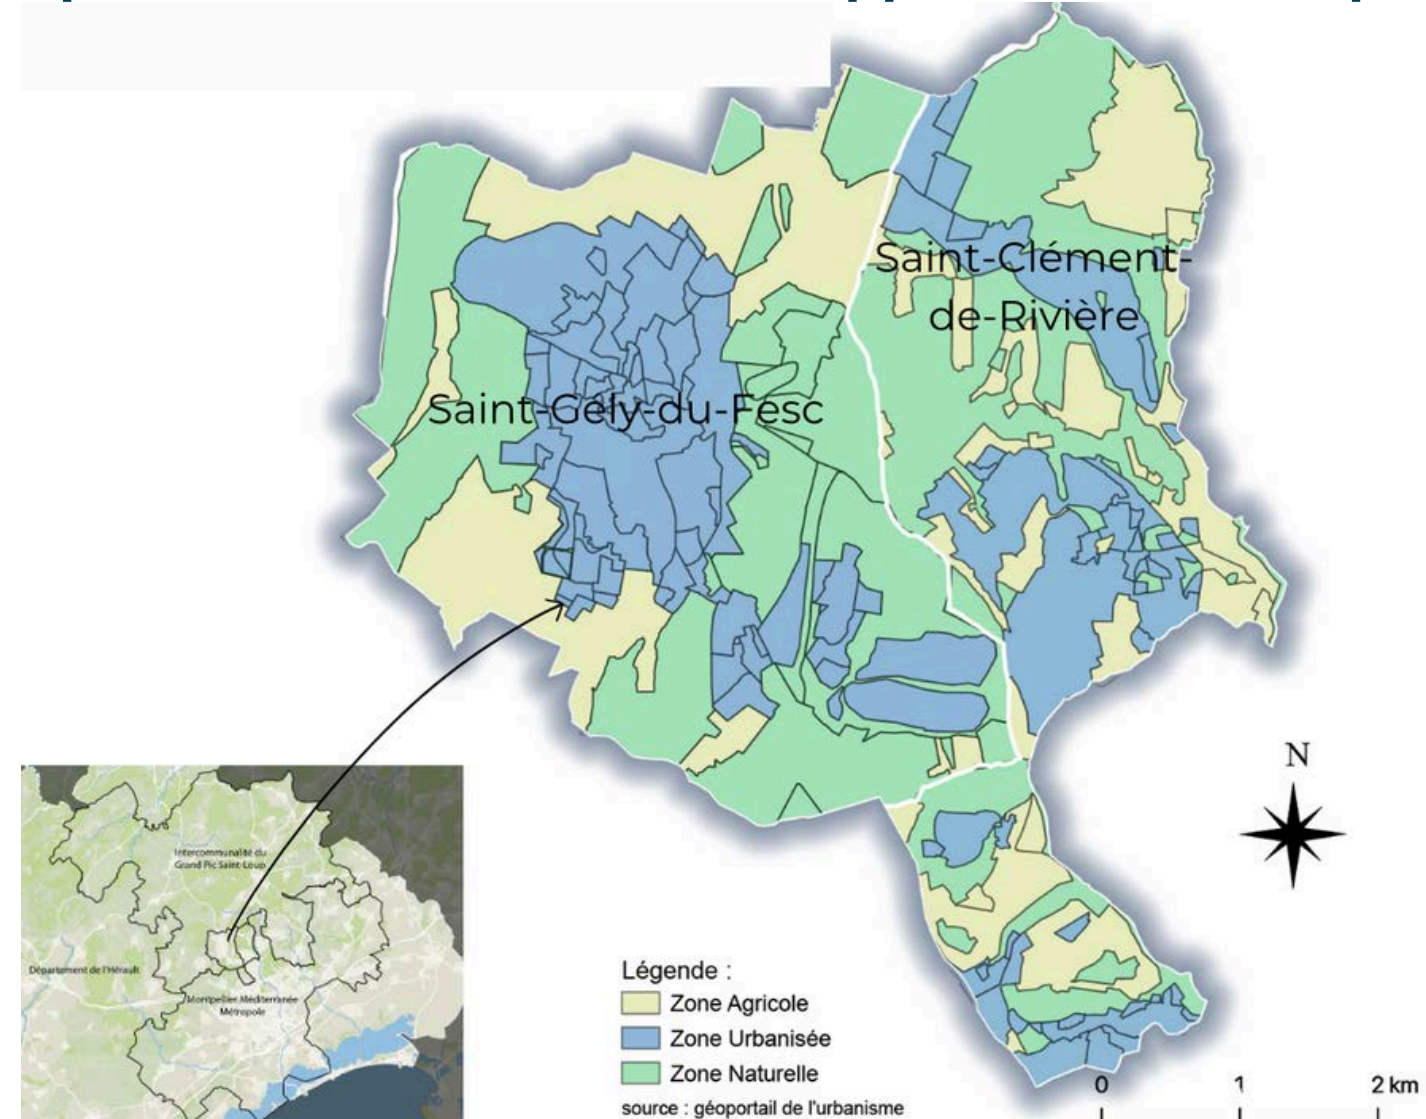 Saint-Clément-
de-Rivière
Saint-Gély-du-Fesc
N
Intercommunalité du
Grand Pic Saint-Loup
Département de l'Hérault
Montpellier Méditerranée
Métropole
Légende :
Zone Agricole
Zone Urbanisée
Zone Naturelle
source : géoportail de l'urbanisme
0 1 2 km